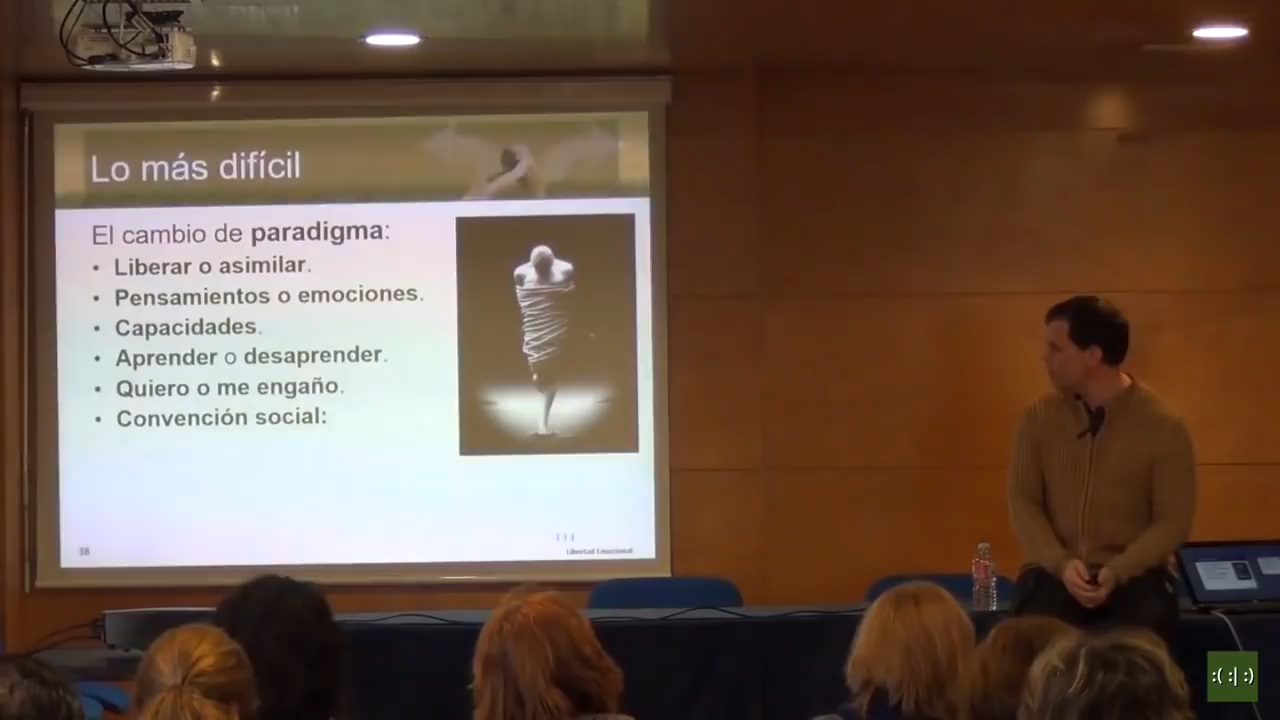 Lo más difícil
El cambio de paradigma:
• Liberar o asimilar.
• Pensamientos o emociones.
• Capacidades.
• Aprender o desaprender.
• Quiero o me engaño.
• Convención social:
38
Libertad Emocional
:( :| :)